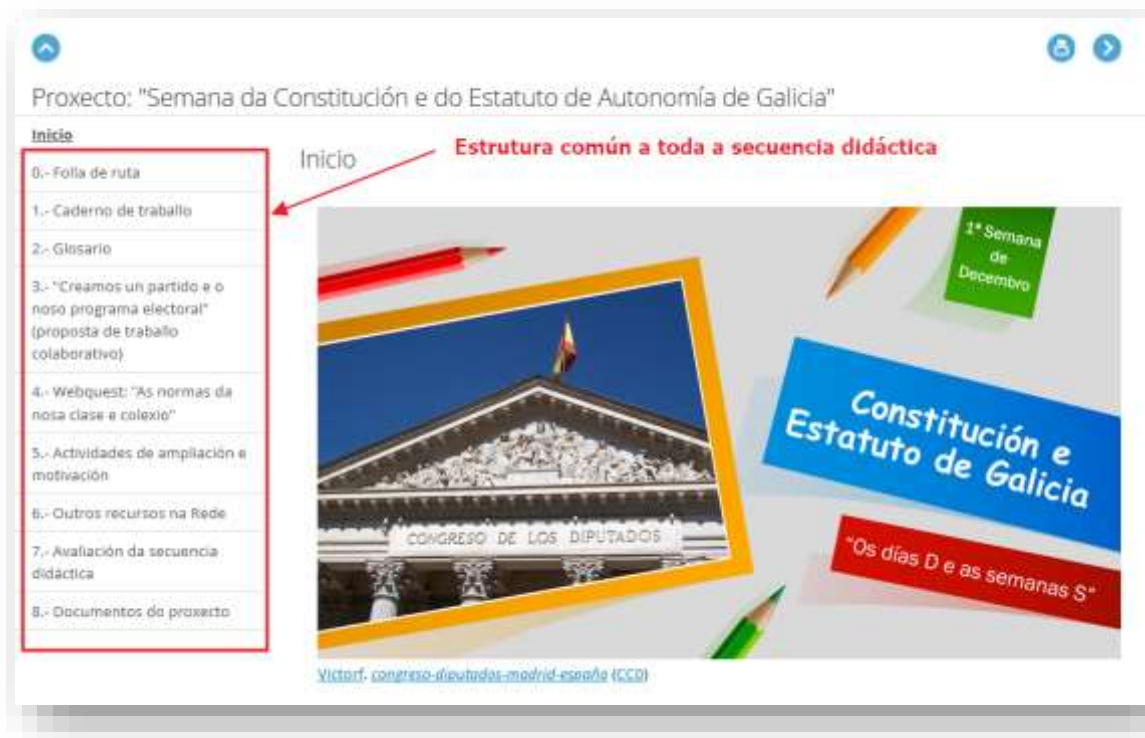 Proxecto: "Semana da Constitución e do Estatuto de Autonomía de Galicia"
Inicio
0.- Folla de ruta
1.- Caderno de traballo
2.- Glosario
3.- "Creamos un partido e o
noso programa electoral"
(proposta de traballo
colaborativo)
4.- Webquest: "As normas da
nosa clase e colexio"
5.- Actividades de ampliación e
motivación
6.- Outros recursos na Rede
7.- Avaliación da secuencia
didáctica
8.- Documentos do proxecto
Estrutura común a toda a secuencia didáctica
Inicio
1ª Semana
de
Decembro
Constitución e
Estatuto de Galicia
CONGRESO DE LOS DIPUTADOS
"Os días D e as semanas S"
Victorf. congreso-diputados-madrid-españa (CC0)